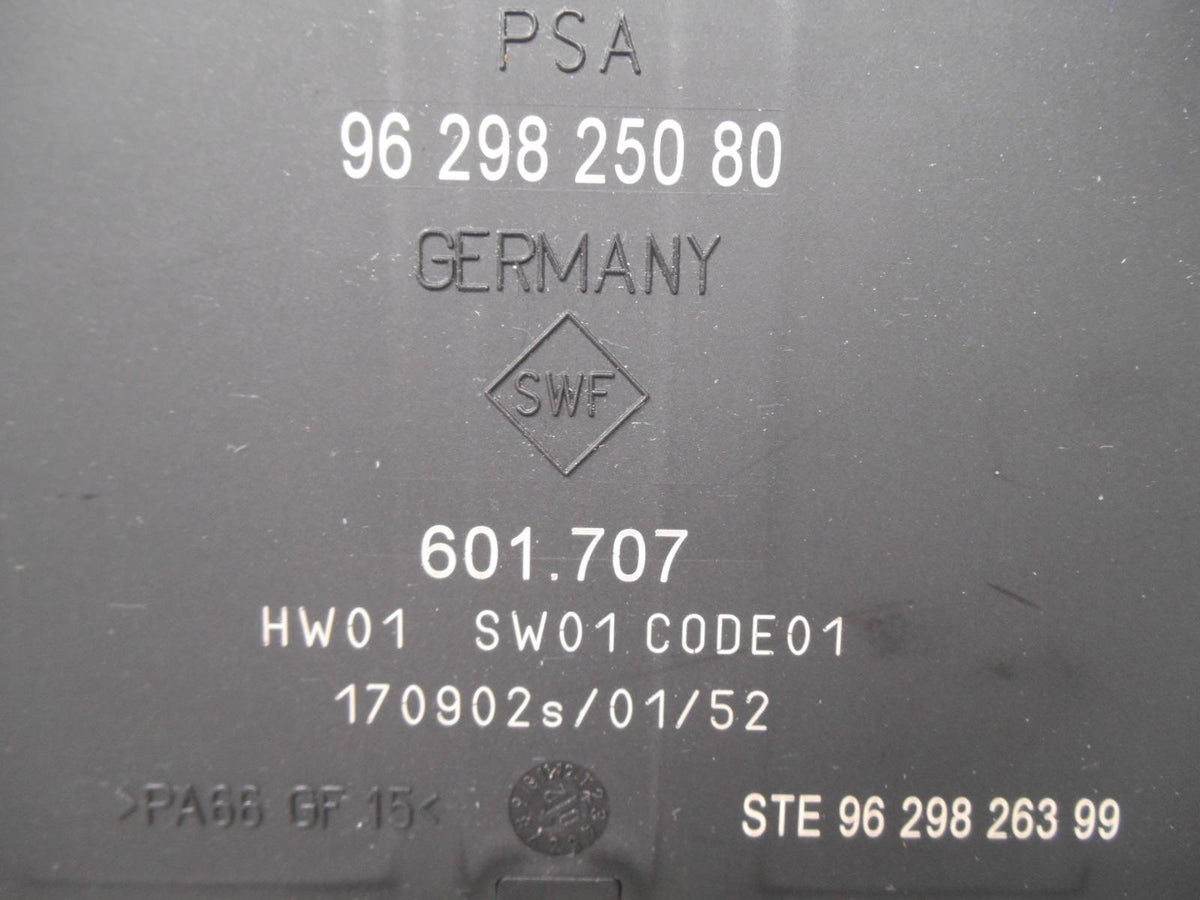 PSA
96 298 250 80
GERMANY
SWF
601.707
HW01 SW01 CODE01
170902s/01/52
>PA66 GF 15<
STE 96 298 263 99